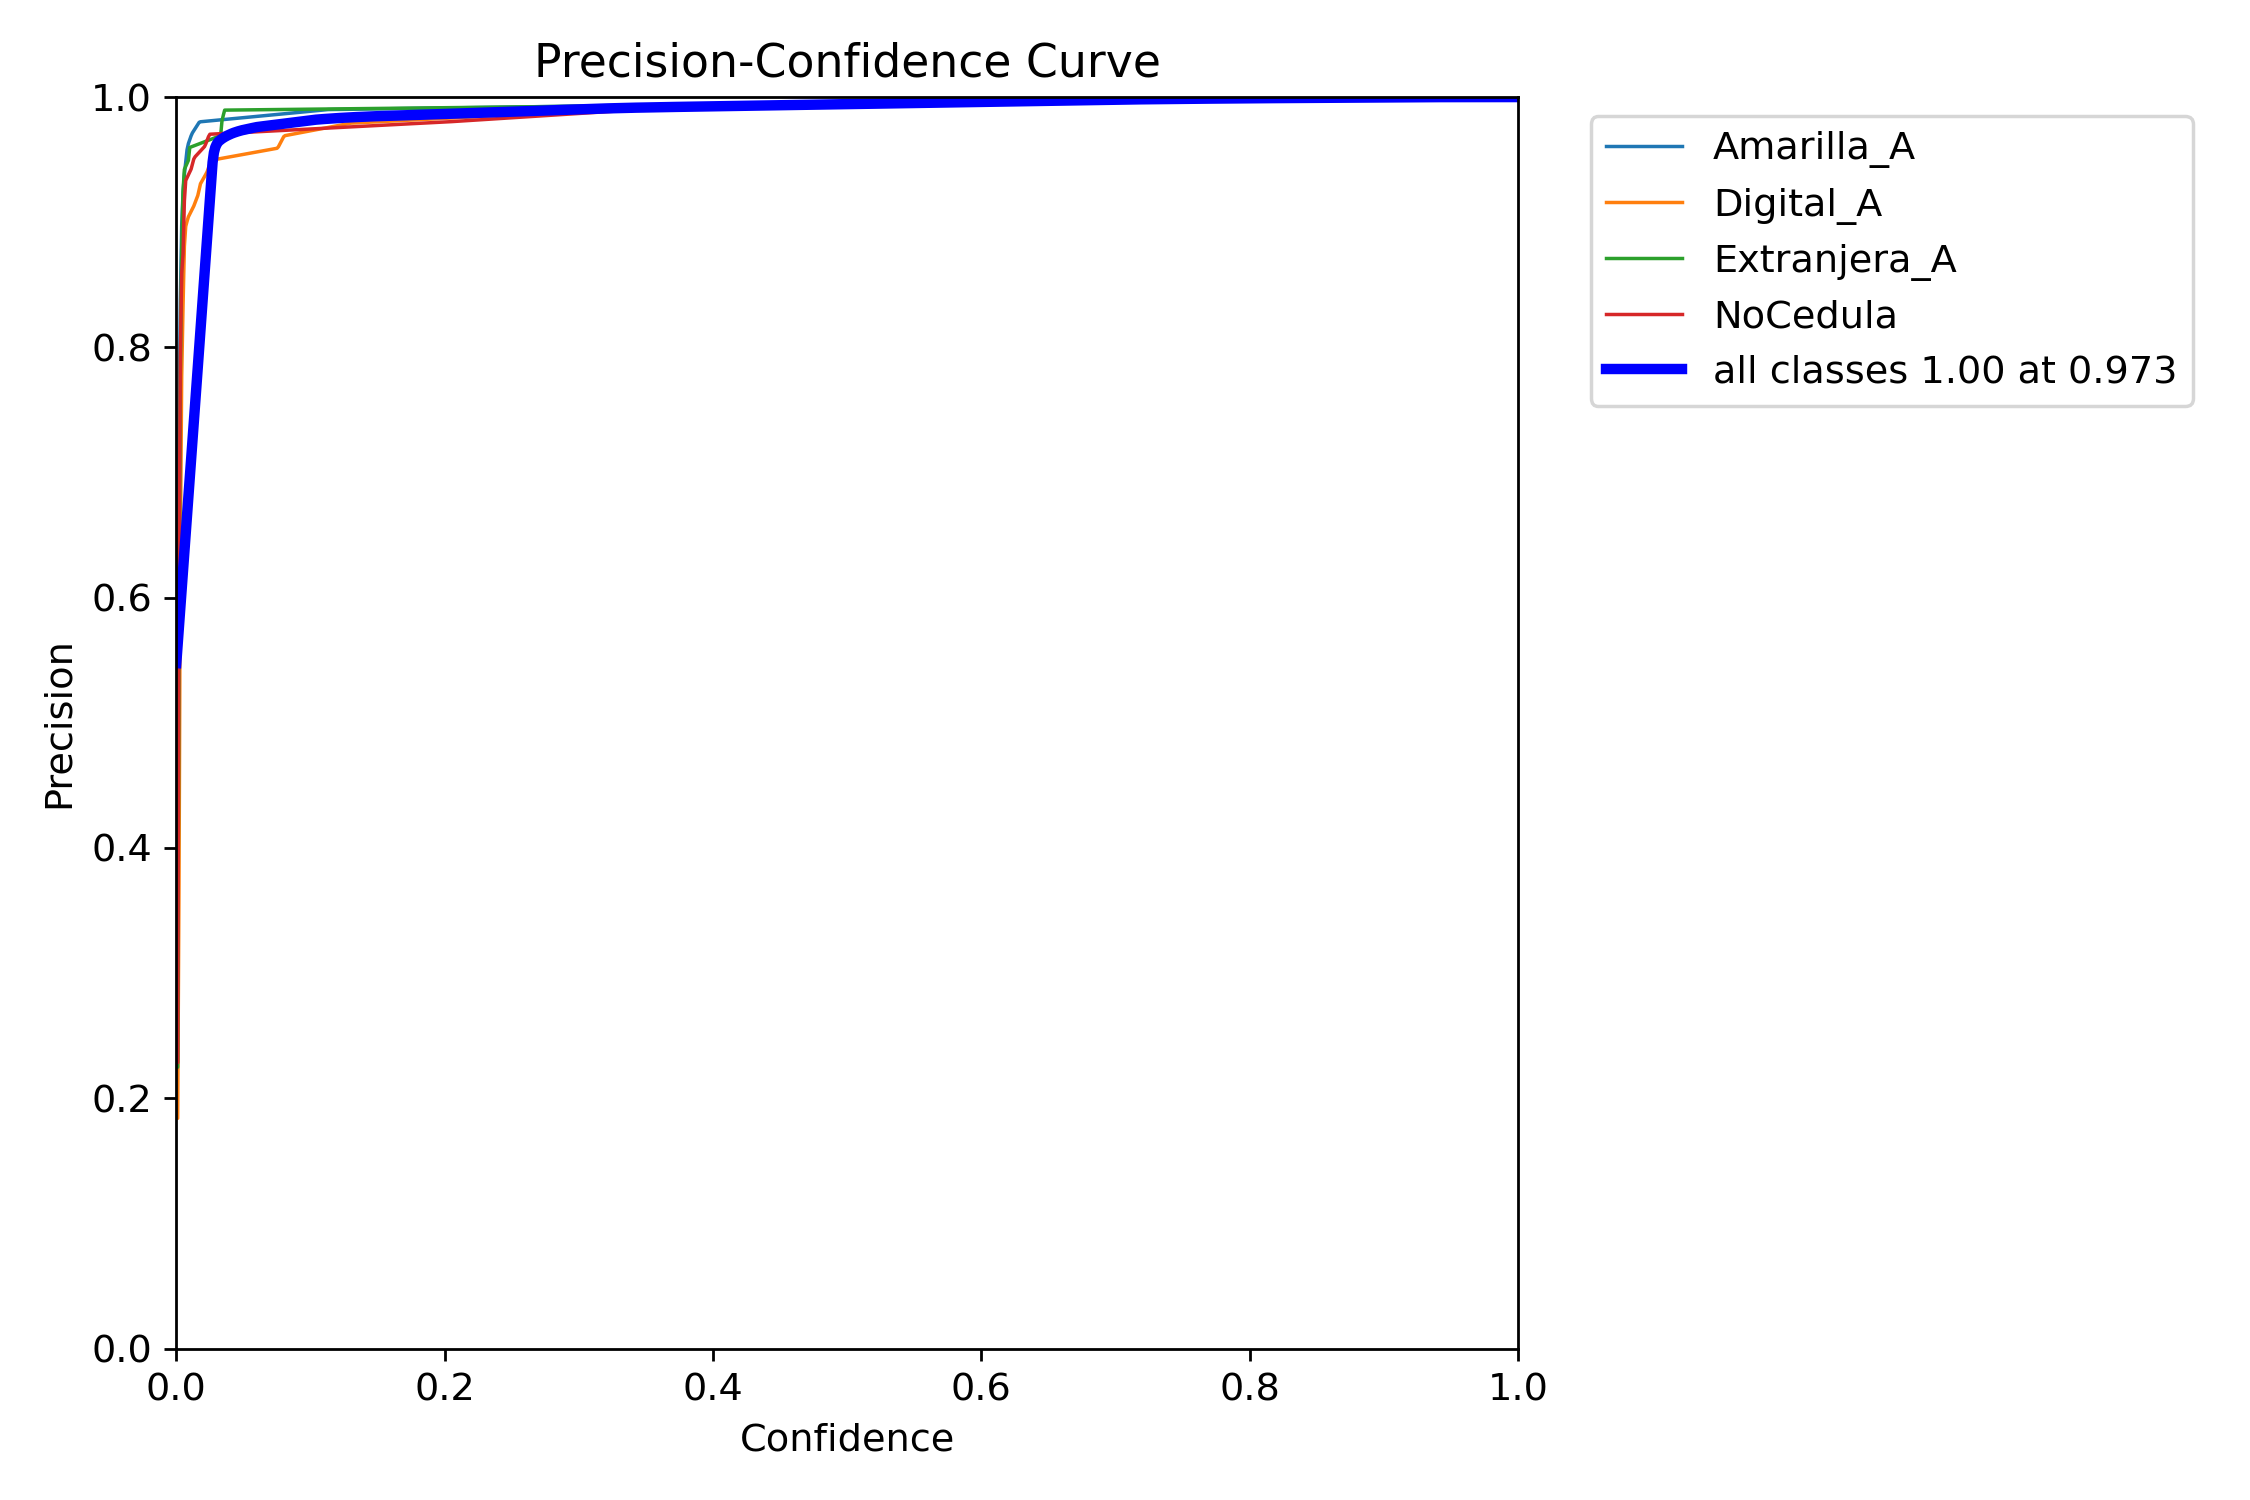 Precision-Confidence Curve
1.0
0.8
0.6
0.4
0.2
0.0
Precision
0.0 0.2 0.4 0.6 0.8 1.0
Confidence
Amarilla_A
Digital_A
Extranjera_A
NoCedula
all classes 1.00 at 0.973